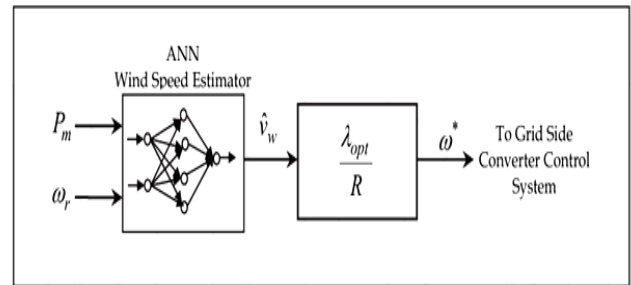 ANN
Wind Speed Estimator
P_m
ω_r
v̂_w
λ_opt
R
ω*
To Grid Side
Converter Control
System